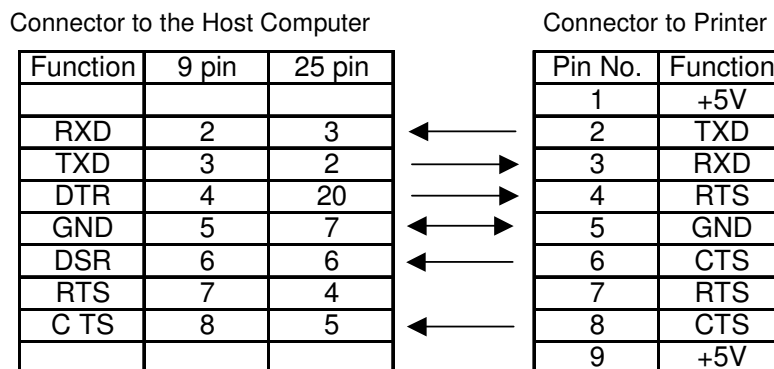 Connector to the Host Computer Connector to Printer
Function 9 pin 25 pin Pin No. Function
1 +5V
RXD 2 3 2 TXD
TXD 3 2 3 RXD
DTR 4 20 4 RTS
GND 5 7 5 GND
DSR 6 6 6 CTS
RTS 7 4 7 RTS
C TS 8 5 8 CTS
9 +5V